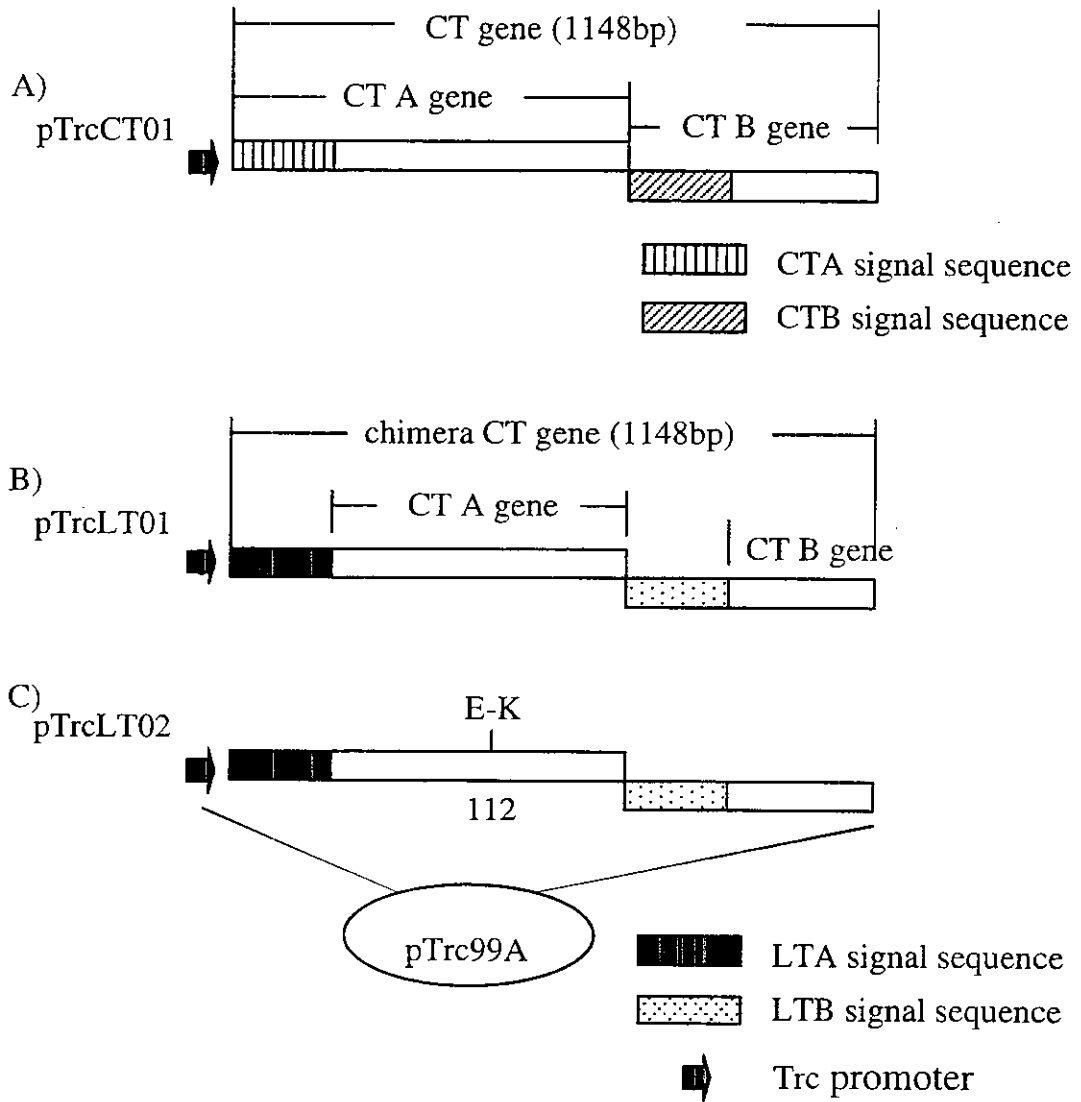 CT gene (1148bp)
A)
CT A gene
pTrcCT01
CT B gene
CTA signal sequence
CTB signal sequence
chimera CT gene (1148bp)
B)
CT A gene
pTrcLT01
CT B gene
C)
E-K
pTrcLT02
112
pTrc99A
LTA signal sequence
LTB signal sequence
Trc promoter